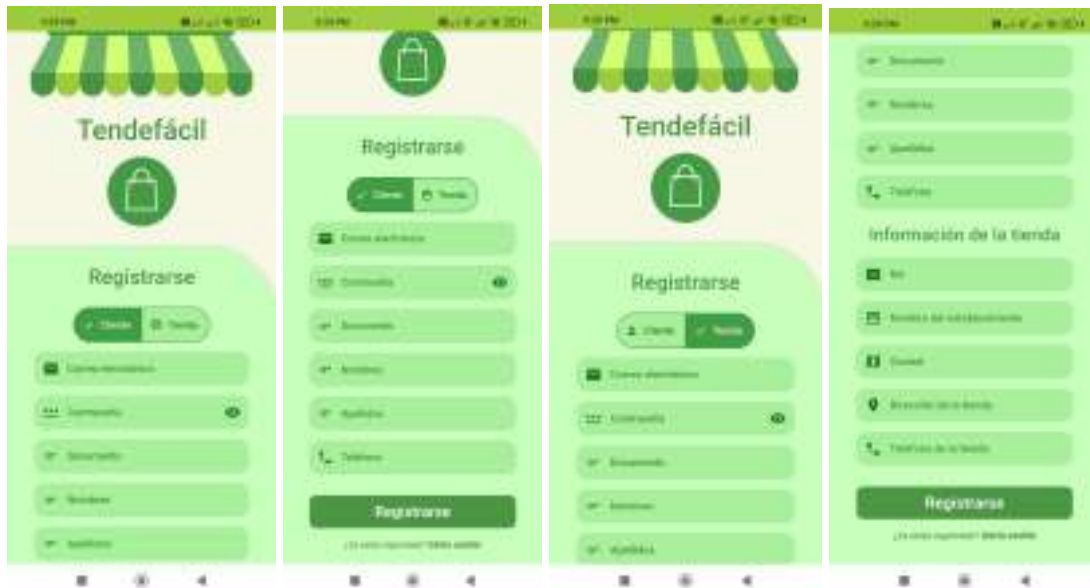 Tendefácil
Registrarse
Cliente
Tienda
Correo electrónico
Contraseña
Documento
Nombres
Apellidos
Registrarse
Cliente
Tienda
Correo electrónico
Contraseña
Documento
Nombres
Apellidos
Teléfono
Registrarse
Tendefácil
Registrarse
Cliente
Tienda
Correo electrónico
Contraseña
Documento
Nombres
Apellidos
Documento
Nombres
Apellidos
Teléfono
Información de la tienda
Nit
Nombre del establecimiento
Ciudad
Dirección de la tienda
Teléfono de la tienda
Registrarse